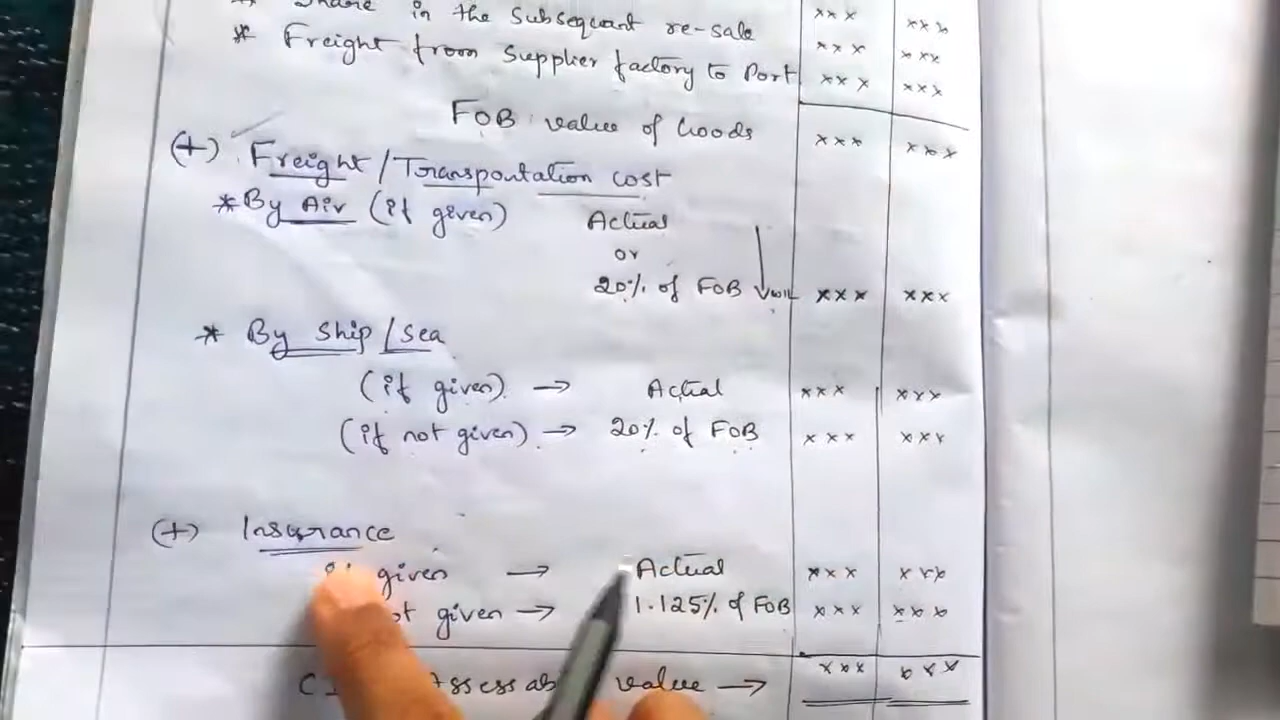 in the Subsequent re-sale xxx xxx
* Freight from Supplier factory to Port xxx xxx
xxx xxx
FOB value of Goods xxx xxx
(+) Freight / Transportation cost
* By Air (if given) Actual
or
20% of FOB xxx xxx
* By Ship / Sea
(if given) → Actual xxx xxx
(if not given) → 20% of FOB xxx xxx
(+) Insurance
given → Actual xxx xxx
given → 1.125% of FOB xxx xxx
value → xxx xxx